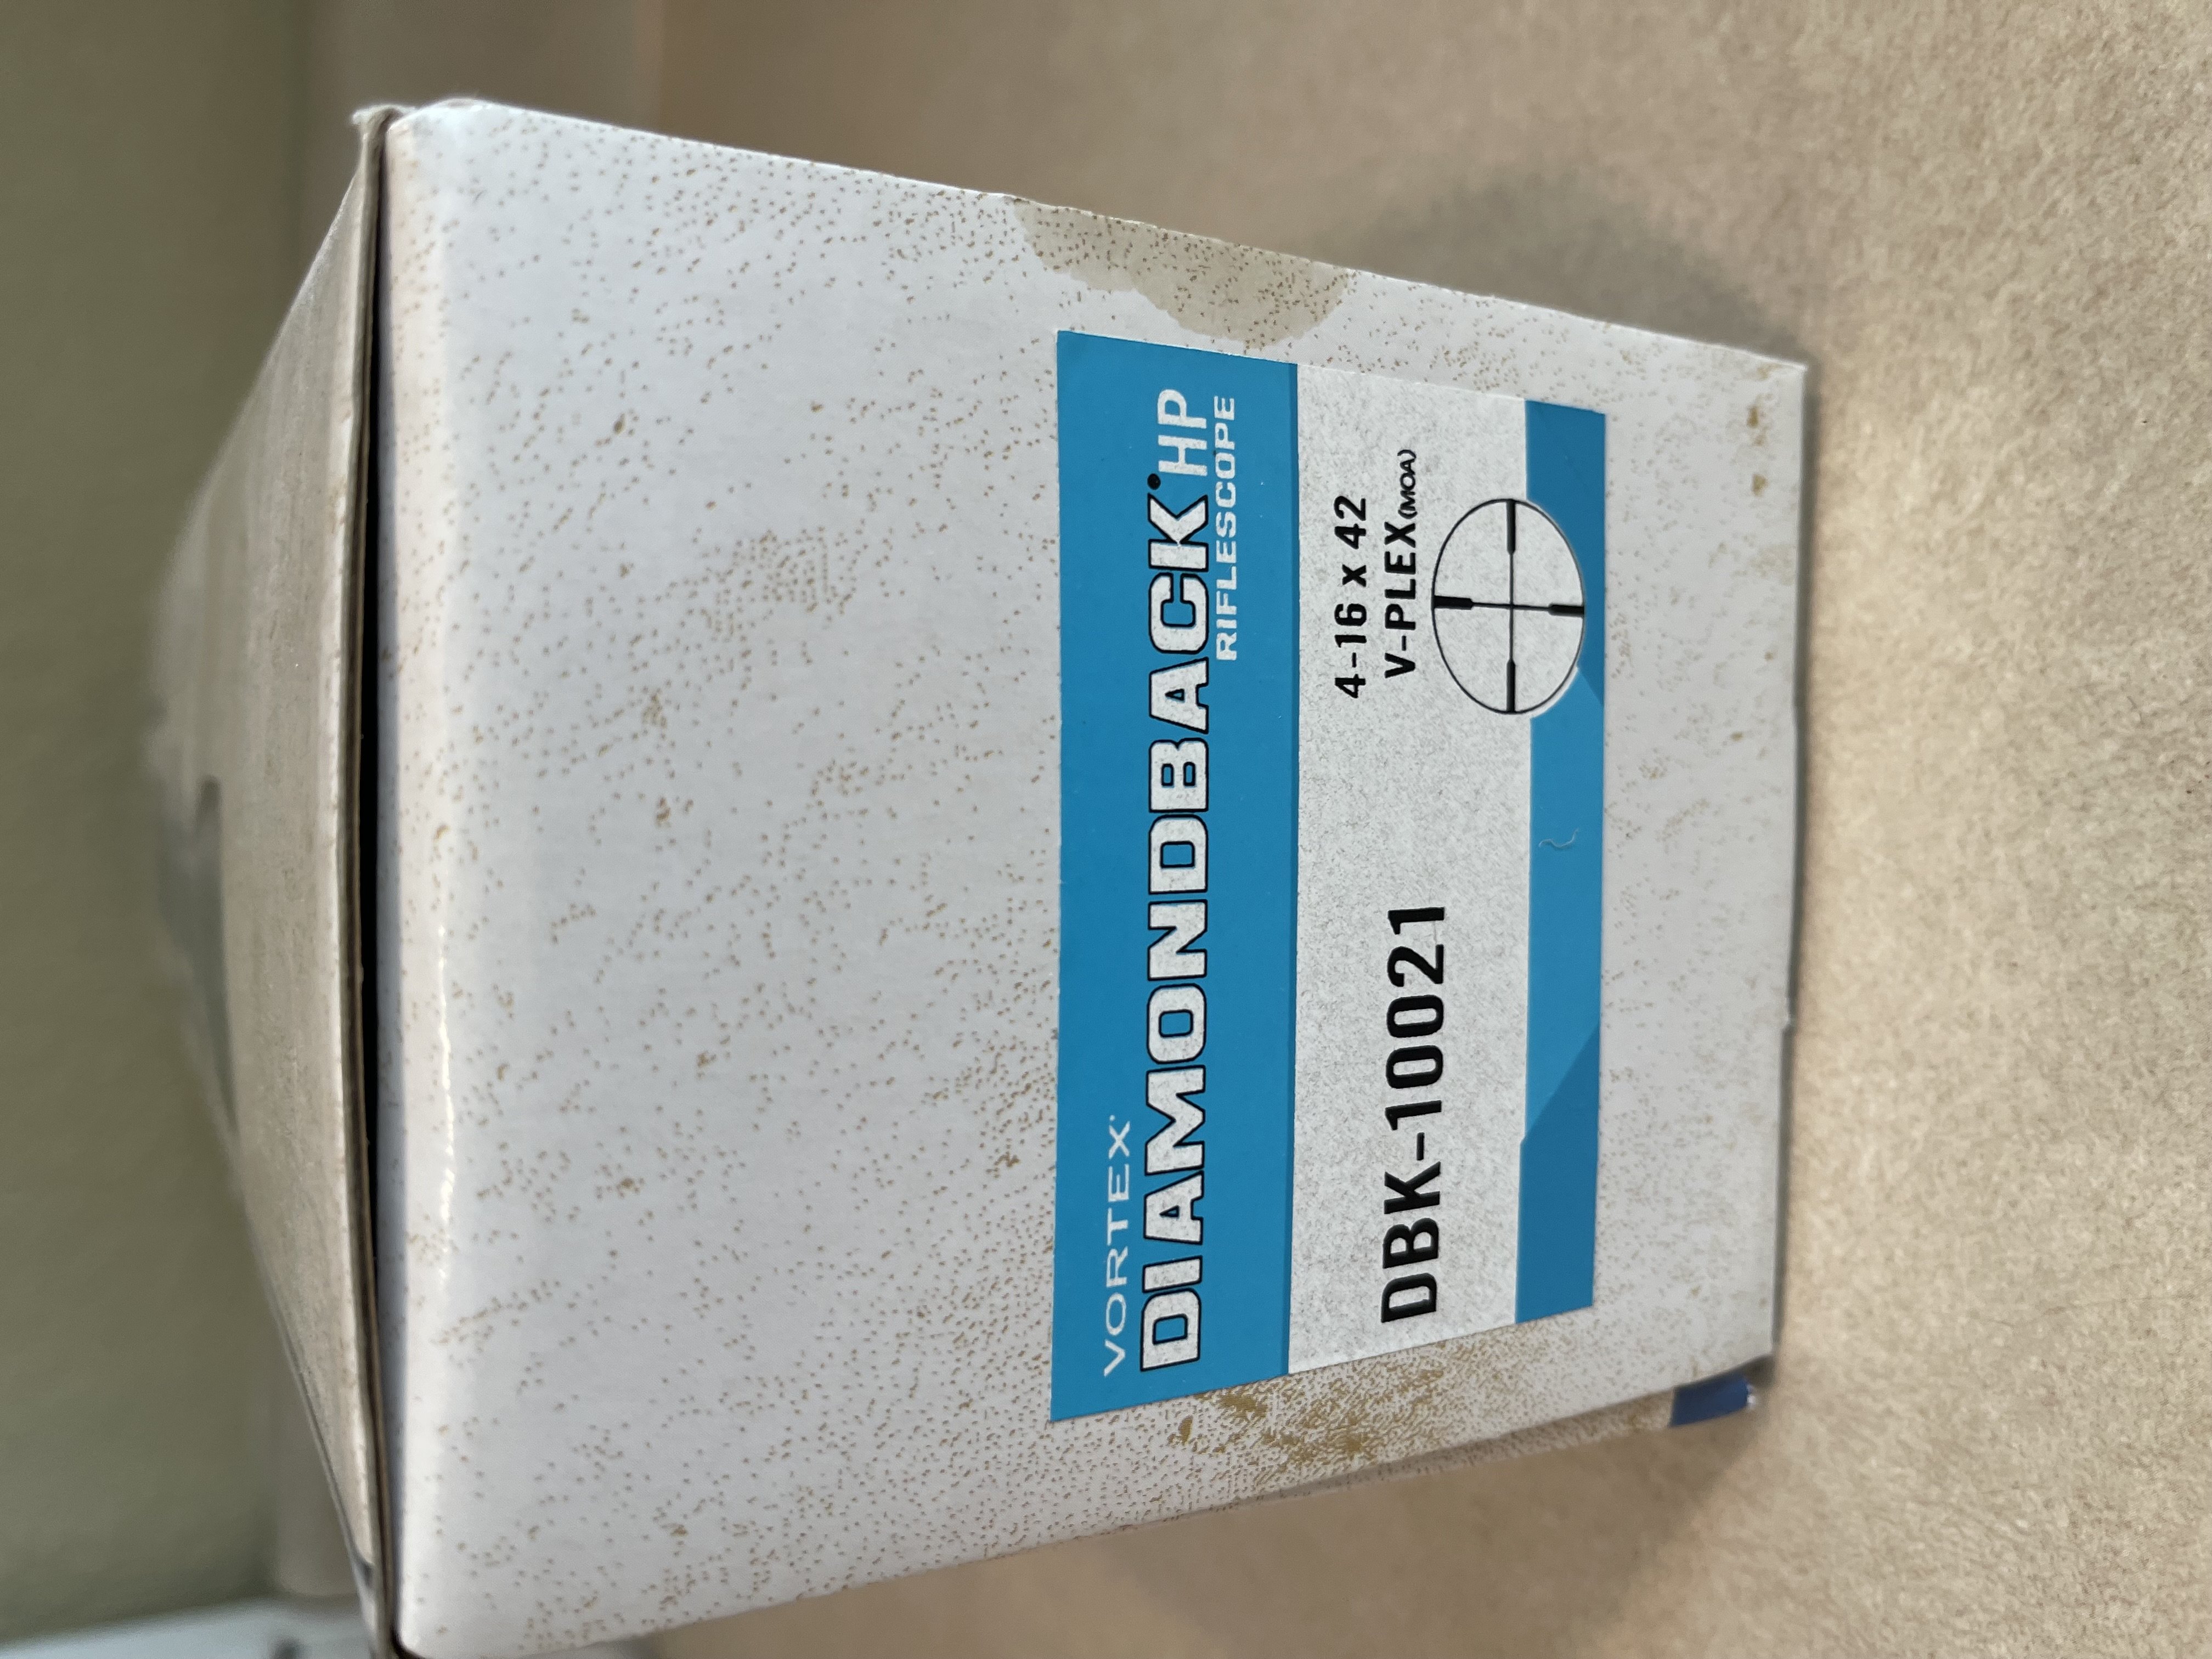 VORTEX
DIAMONDBACK HP
RIFLESCOPE
DBK-10021
4-16 x 42
V-PLEX(MOA)